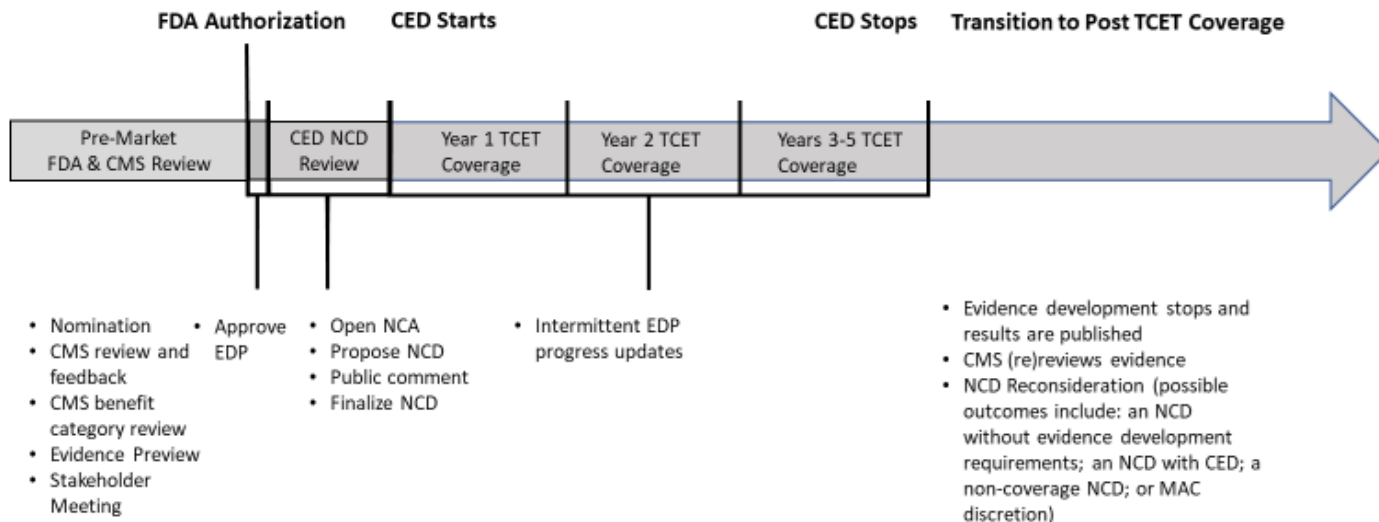 FDA Authorization
CED Starts
CED Stops
Transition to Post TCET Coverage
Pre-Market
FDA & CMS Review
CED NCD
Review
Year 1 TCET
Coverage
Year 2 TCET
Coverage
Years 3-5 TCET
Coverage
• Nomination
• CMS review and
feedback
• CMS benefit
category review
• Evidence Preview
• Stakeholder
Meeting
• Approve
EDP
• Open NCA
• Propose NCD
• Public comment
• Finalize NCD
• Intermittent EDP
progress updates
• Evidence development stops and
results are published
• CMS (re)reviews evidence
• NCD Reconsideration (possible
outcomes include: an NCD
without evidence development
requirements; an NCD with CED; a
non-coverage NCD; or MAC
discretion)